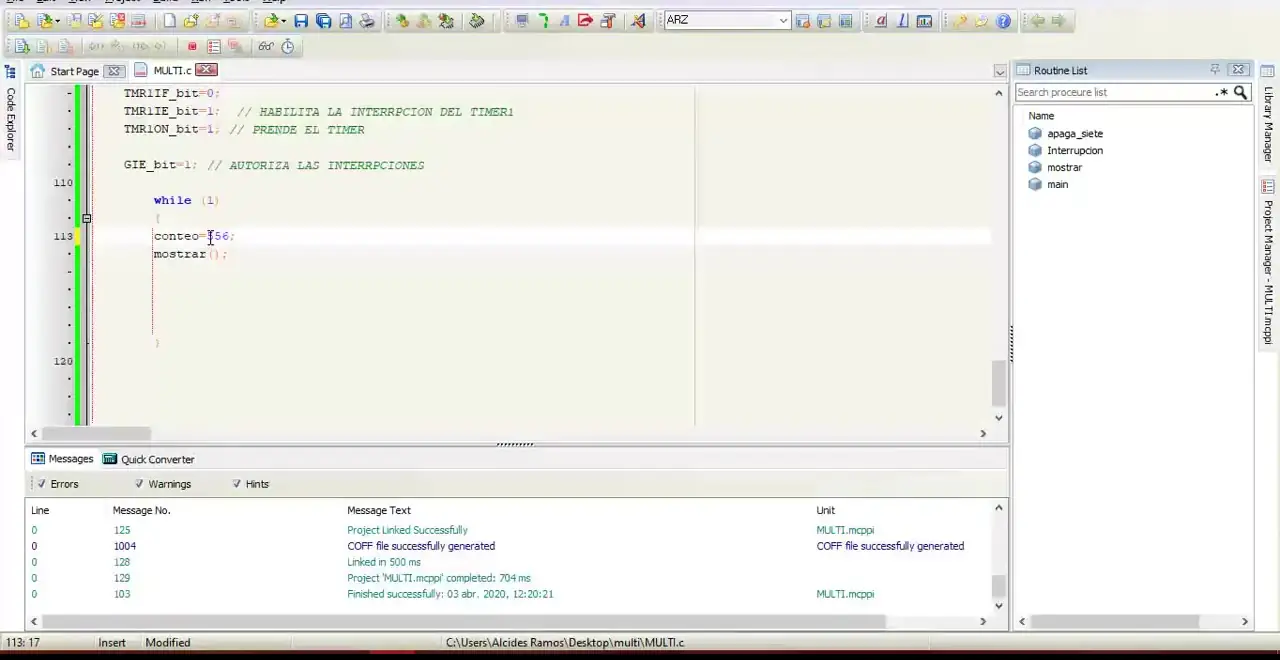 ARZ
Start Page
MULTI.c
Routine List
Code Explorer
TMR1IF_bit=0;
TMR1IE_bit=1; // HABILITA LA INTERRPCION DEL TIMER1
TMR1ON_bit=1; // PRENDE EL TIMER
GIE_bit=1; // AUTORIZA LAS INTERRPCIONES
110
while (1)
{
113
mostrar();
}
120
Search proceure list
.*
Name
apaga_siete
Interrupcion
mostrar
main
Library Manager
Project Manager - MULTI.mcppi
Messages
Quick Converter
Errors
Warnings
Hints
Line Message No. Message Text Unit
0 125 Project Linked Successfully MULTI.mcppi
0 1004 COFF file successfully generated COFF file successfully generated
0 128 Linked in 500 ms
0 129 Project 'MULTI.mcppi' completed: 704 ms
0 103 Finished successfully: 03 abr. 2020, 12:20:21 MULTI.mcppi
113: 17 Insert Modified C:\Users\Alcides Ramos\Desktop\multi\MULTI.c